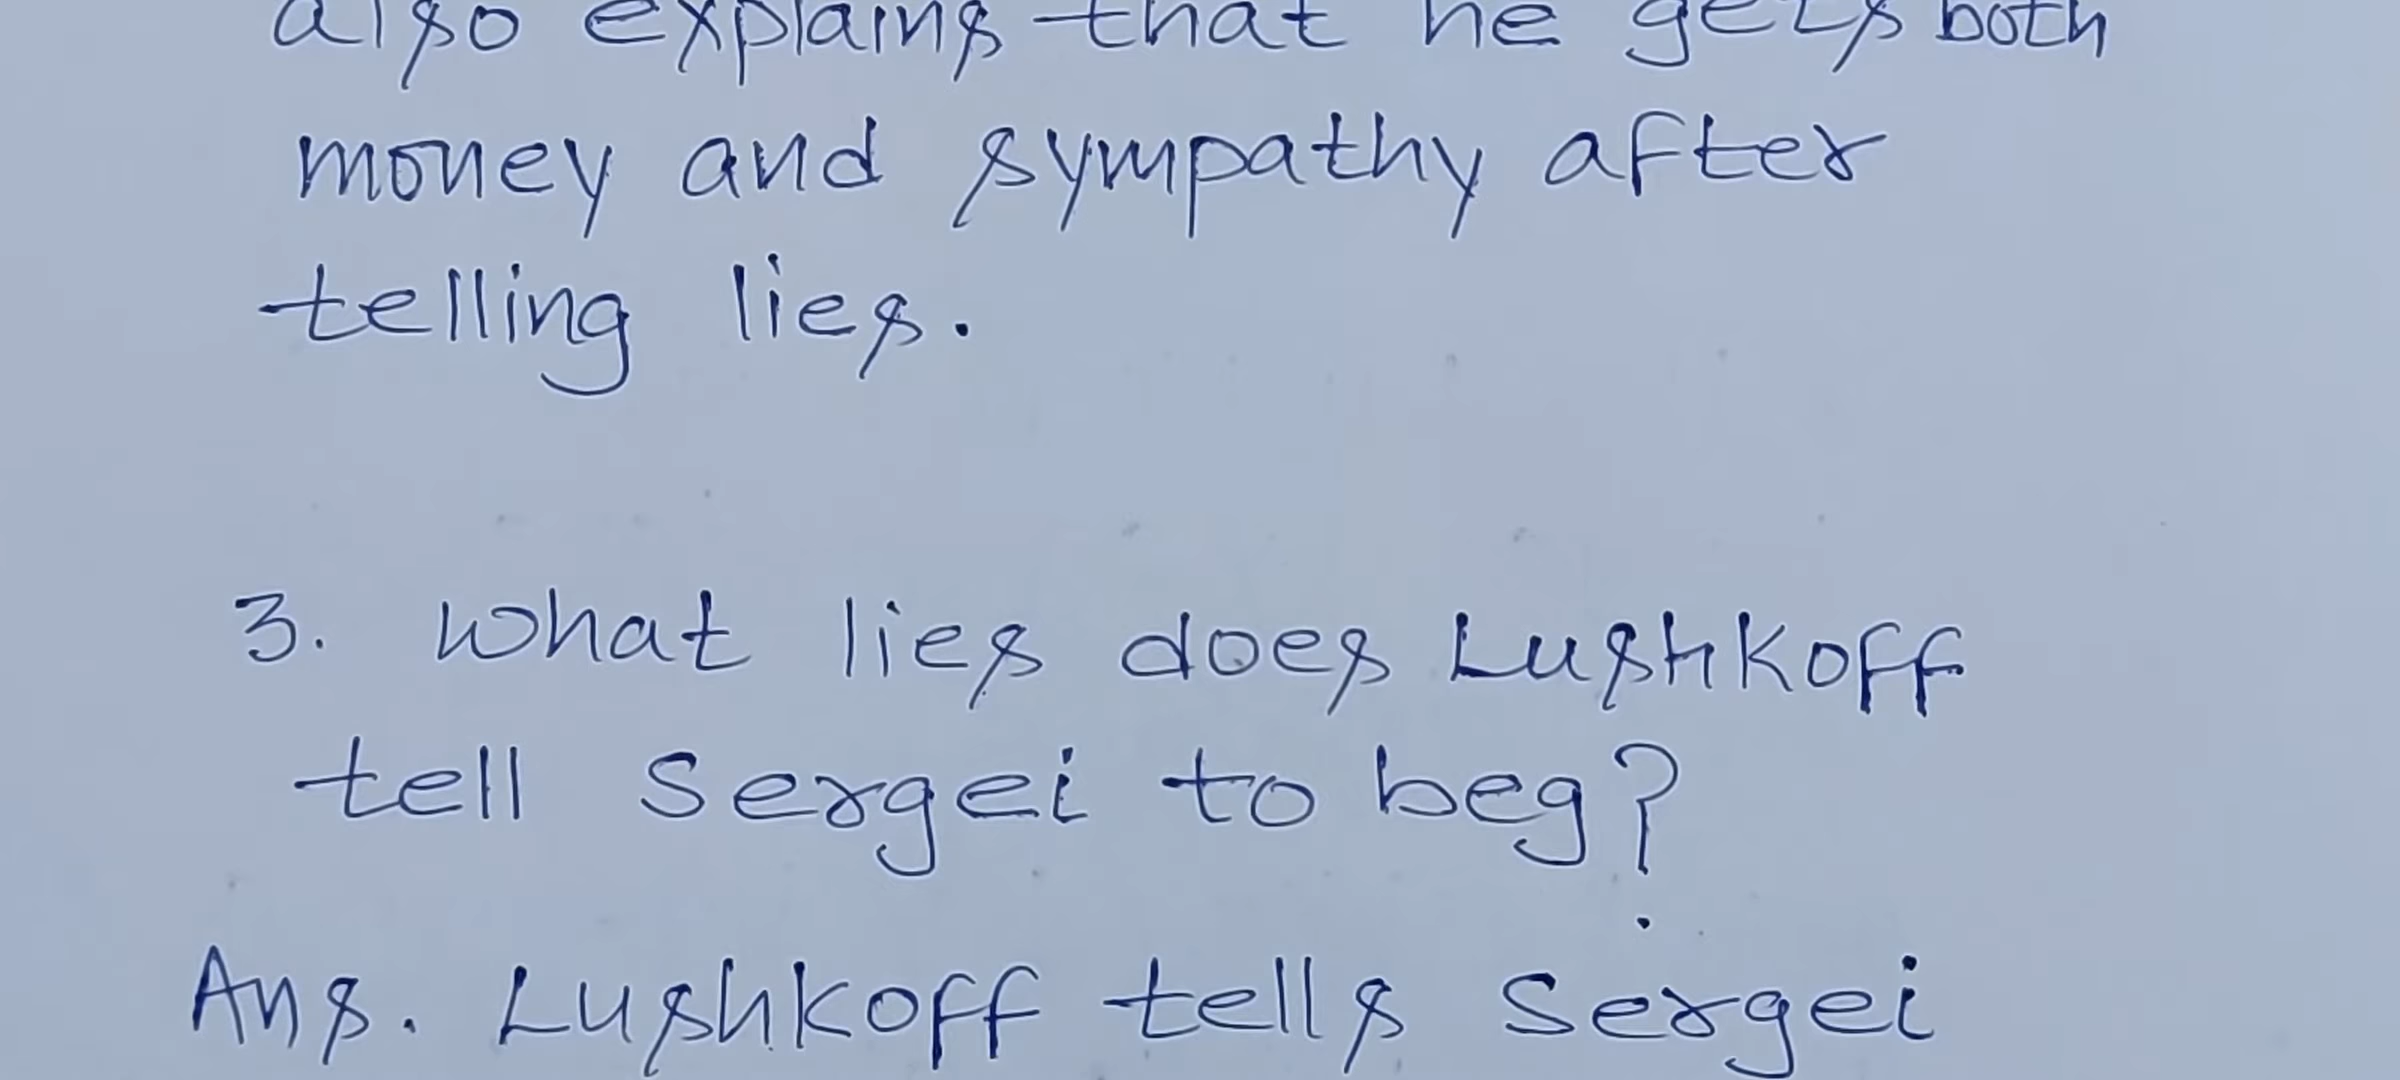 also explains that he gets both
money and sympathy after
telling lies.
3. What lies does Lushkoff
tell Sergei to beg?
Ans. Lushkoff tells Sergei